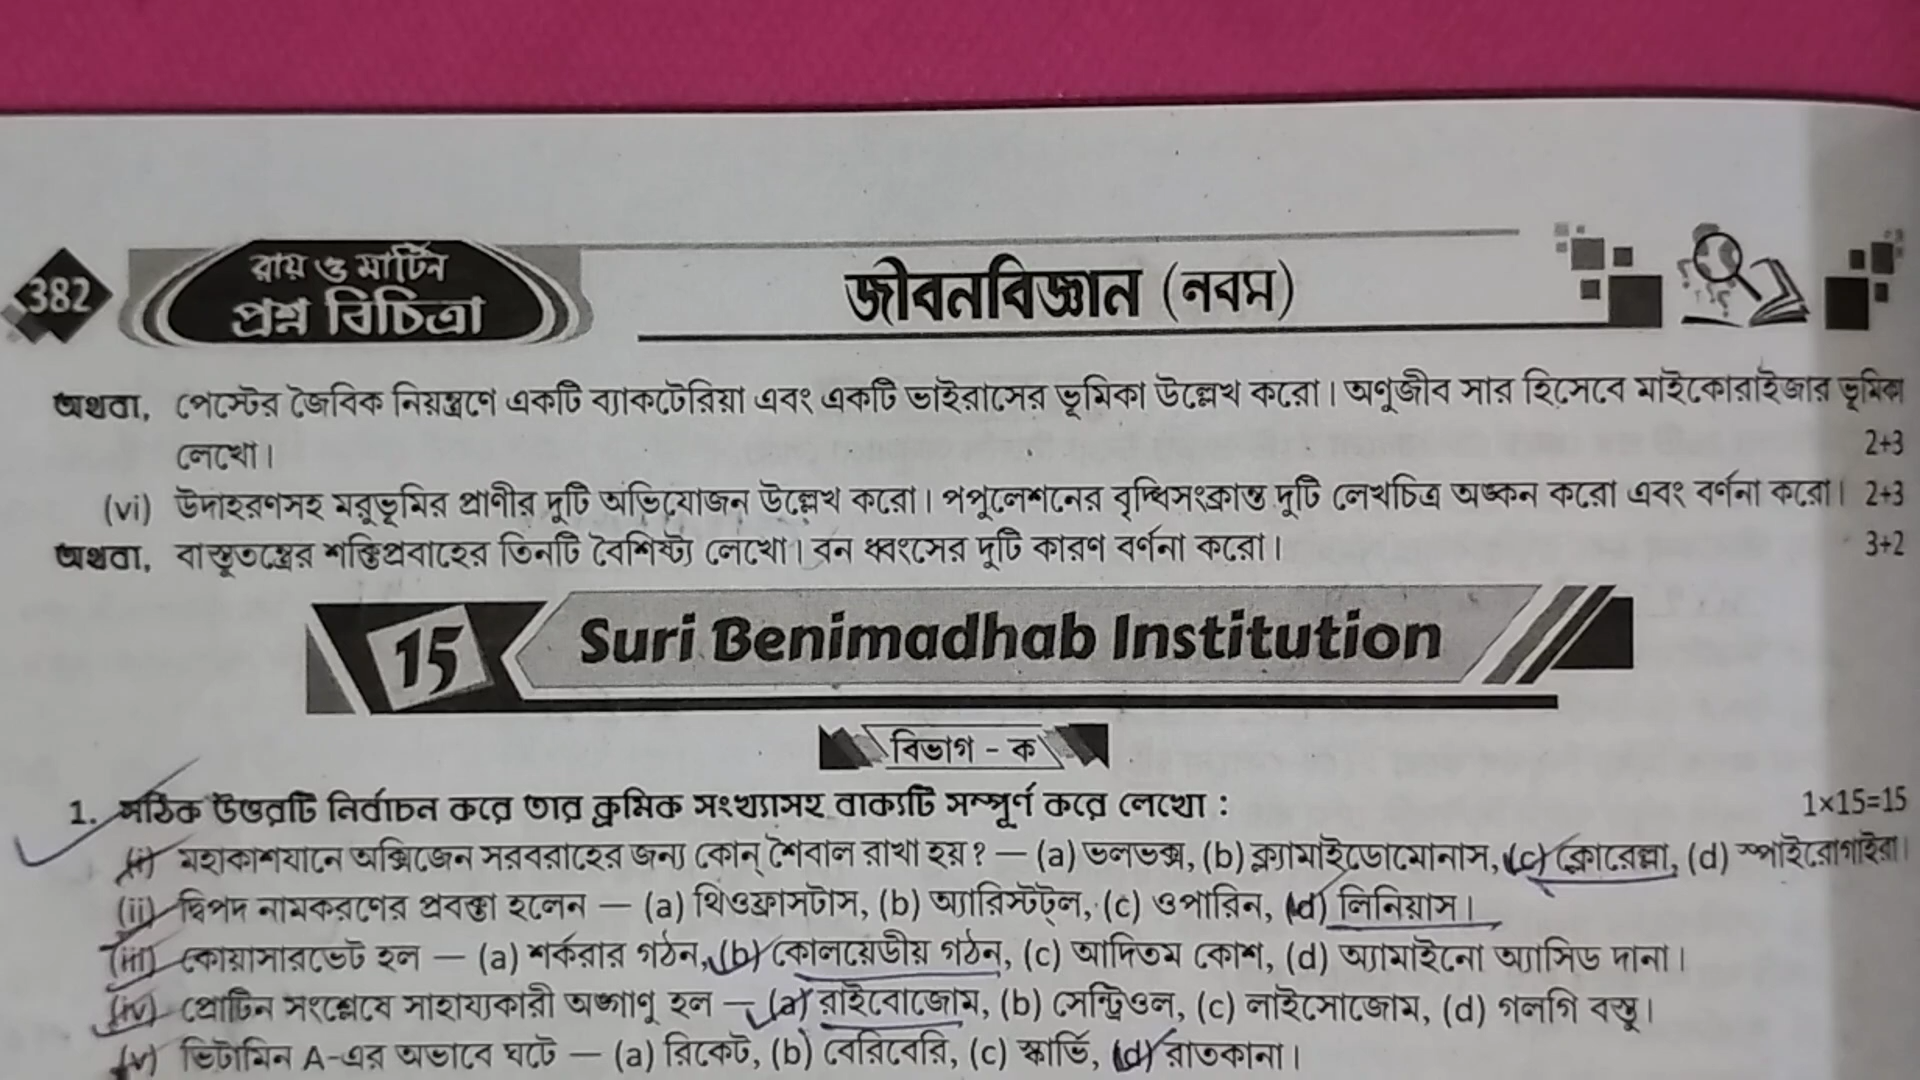 382
রায় ও মার্টিন
প্রশ্ন বিচিত্রা
জীবনবিজ্ঞান (নবম)
অথবা, পেস্টের জৈবিক নিয়ন্ত্রণে একটি ব্যাকটেরিয়া এবং একটি ভাইরাসের ভূমিকা উল্লেখ করো। অণুজীব সার হিসেবে মাইকোরাইজার ভূমিকা
লেখো। 2+3
(vi) উদাহরণসহ মরুভূমির প্রাণীর দুটি অভিযোজন উল্লেখ করো। পপুলেশনের বৃদ্ধিসংক্রান্ত দুটি লেখচিত্র অঙ্কন করো এবং বর্ণনা করো। 2+3
অথবা, বাস্তুতন্ত্রের শক্তিপ্রবাহের তিনটি বৈশিষ্ট্য লেখো। বন ধ্বংসের দুটি কারণ বর্ণনা করো। 3+2
15 Suri Benimadhab Institution
বিভাগ - ক
1. সঠিক উত্তরটি নির্বাচন করে তার ক্রমিক সংখ্যাসহ বাক্যটি সম্পূর্ণ করে লেখো : 1×15=15
(i) মহাকাশযানে অক্সিজেন সরবরাহের জন্য কোন্ শৈবাল রাখা হয়? — (a) ভলভক্স, (b) ক্ল্যামাইডোমোনাস, (c) ক্লোরেল্লা, (d) স্পাইরোগাইরা।
(ii) দ্বিপদ নামকরণের প্রবক্তা হলেন — (a) থিওফ্রাসটাস, (b) অ্যারিস্টট্ল, (c) ওপারিন, (d) লিনিয়াস।
(iii) কোয়াসারভেট হল — (a) শর্করার গঠন, (b) কোলয়েডীয় গঠন, (c) আদিতম কোশ, (d) অ্যামাইনো অ্যাসিড দানা।
(iv) প্রোটিন সংশ্লেষে সাহায্যকারী অঙ্গাণু হল — (a) রাইবোজোম, (b) সেন্ট্রিওল, (c) লাইসোজোম, (d) গলগি বস্তু।
(v) ভিটামিন A-এর অভাবে ঘটে — (a) রিকেট, (b) বেরিবেরি, (c) স্কার্ভি, (d) রাতকানা।